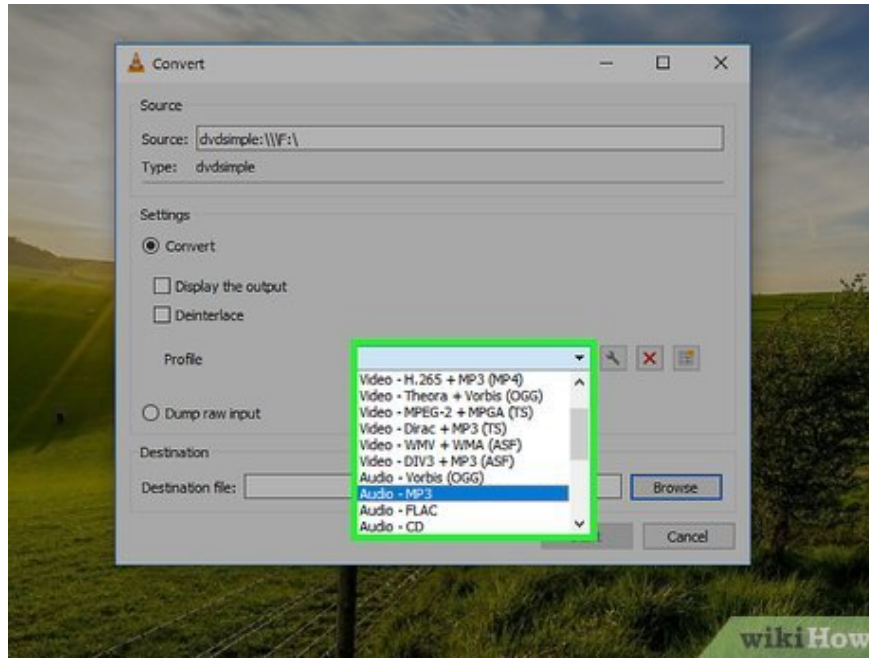 Convert
Source
Source: dvdsimple:\\\F:\
Type: dvdsimple
Settings
Convert
Display the output
Deinterlace
Profile
Video - H.265 + MP3 (MP4)
Video - Theora + Vorbis (OGG)
Video - MPEG-2 + MPGA (TS)
Video - Dirac + MP3 (TS)
Video - WMV + WMA (ASF)
Video - DIV3 + MP3 (ASF)
Audio - Vorbis (OGG)
Audio - MP3
Audio - FLAC
Audio - CD
Dump raw input
Destination
Destination file:
Browse
Cancel
wikiHow